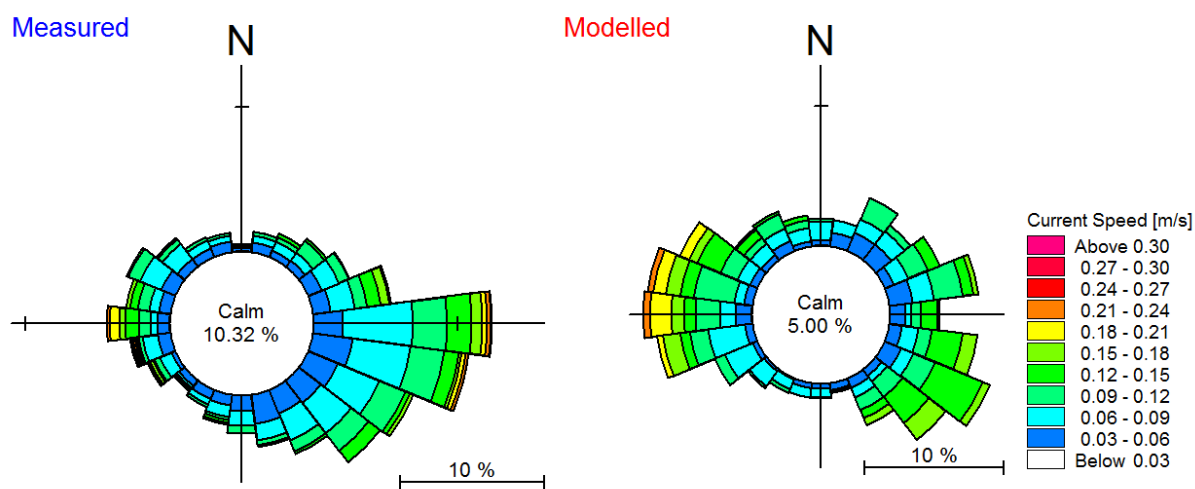 Measured
N
Calm
10.32 %
10 %
Modelled
N
Calm
5.00 %
10 %
Current Speed [m/s]
Above 0.30
0.27 - 0.30
0.24 - 0.27
0.21 - 0.24
0.18 - 0.21
0.15 - 0.18
0.12 - 0.15
0.09 - 0.12
0.06 - 0.09
0.03 - 0.06
Below 0.03